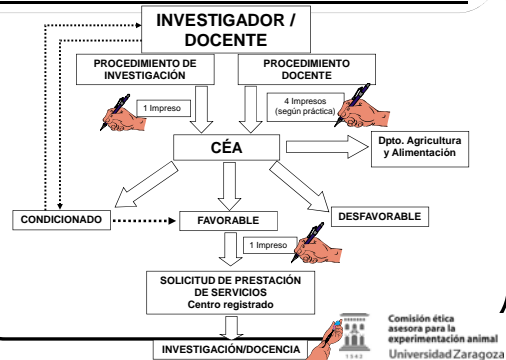 INVESTIGADOR /
DOCENTE
PROCEDIMIENTO DE
INVESTIGACIÓN
PROCEDIMIENTO
DOCENTE
1 Impreso
4 Impresos
(según práctica)
CÉA
Dpto. Agricultura
y Alimentación
CONDICIONADO
FAVORABLE
DESFAVORABLE
1 Impreso
SOLICITUD DE PRESTACIÓN
DE SERVICIOS
Centro registrado
INVESTIGACIÓN/DOCENCIA
Comisión ética
asesora para la
experimentación animal
Universidad Zaragoza
1542